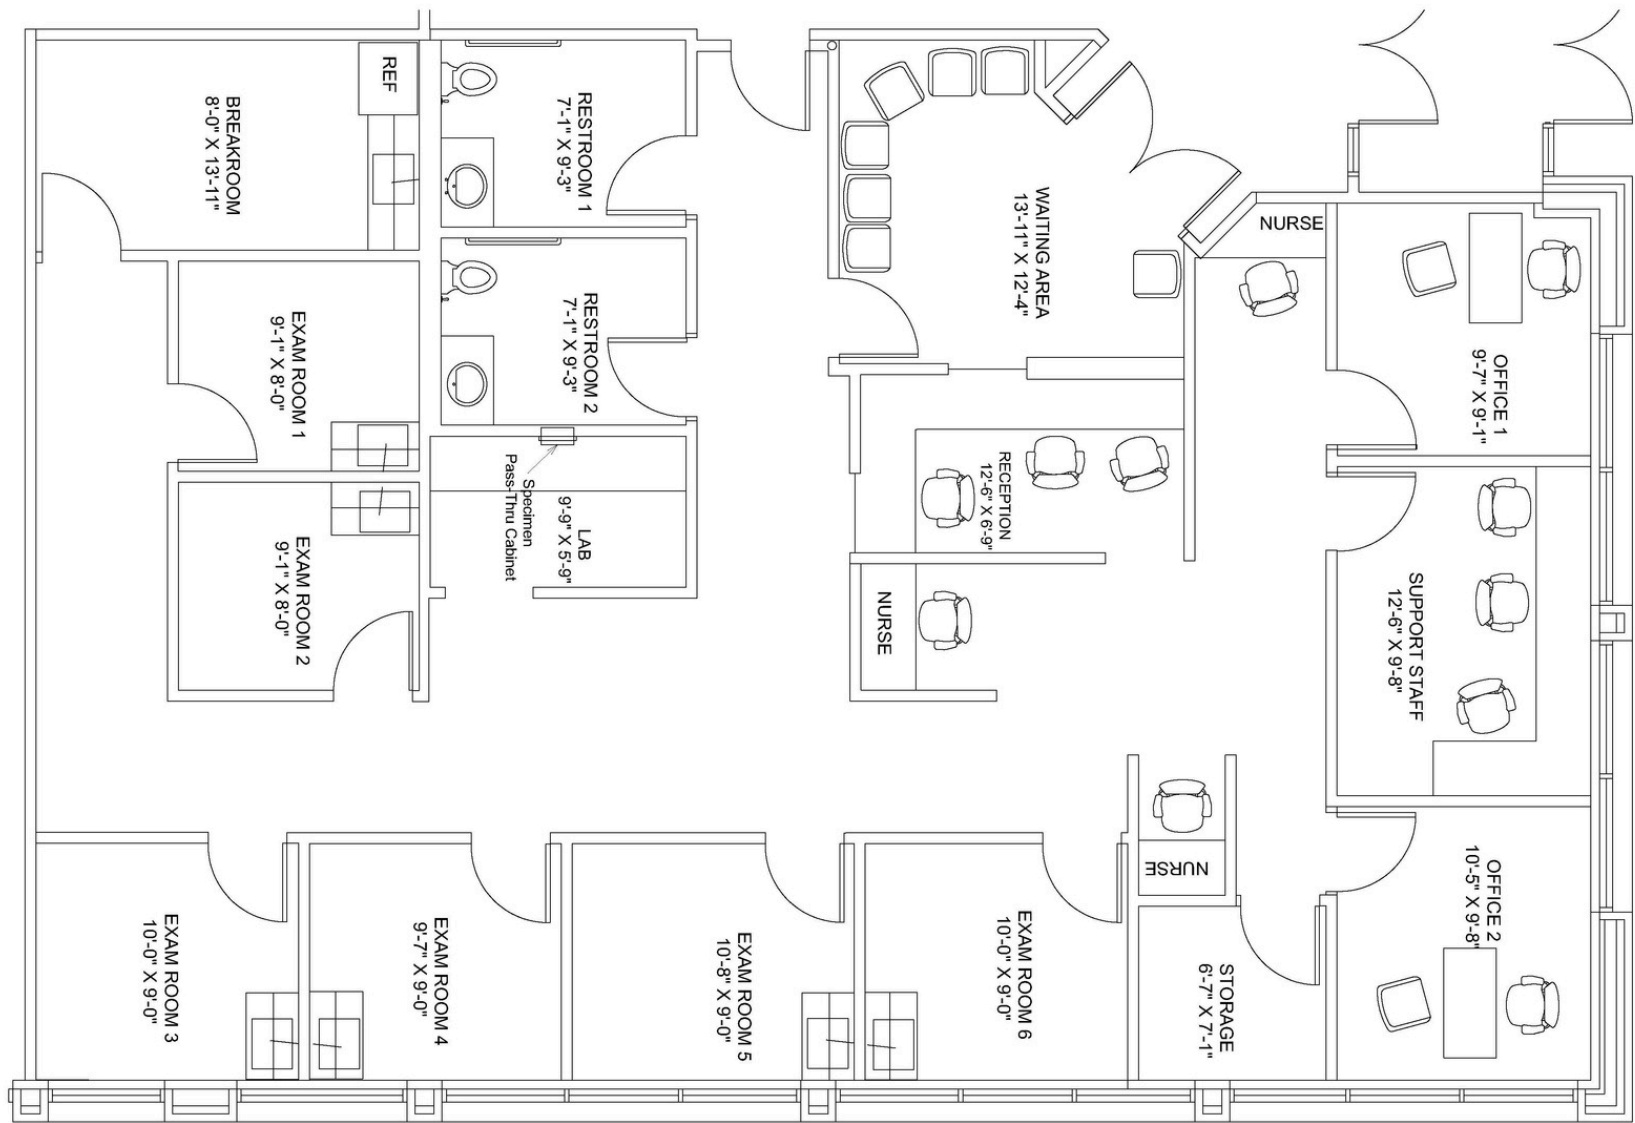 REF
BREAKROOM
8'-0" X 13'-11"
RESTROOM 1
7'-1" X 9'-3"
WAITING AREA
13'-11" X 12'-4"
NURSE
OFFICE 1
9'-7" X 9'-1"
EXAM ROOM 1
9'-1" X 8'-0"
RESTROOM 2
7'-1" X 9'-3"
Specimen
Pass-Thru Cabinet
LAB
9'-9" X 5'-9"
RECEPTION
12'-6" X 6'-9"
EXAM ROOM 2
9'-1" X 8'-0"
NURSE
SUPPORT STAFF
12'-6" X 9'-8"
NURSE
OFFICE 2
10'-5" X 9'-8"
EXAM ROOM 3
10'-0" X 9'-0"
EXAM ROOM 4
9'-7" X 9'-0"
EXAM ROOM 5
10'-8" X 9'-0"
EXAM ROOM 6
10'-0" X 9'-0"
STORAGE
6'-7" X 7'-1"